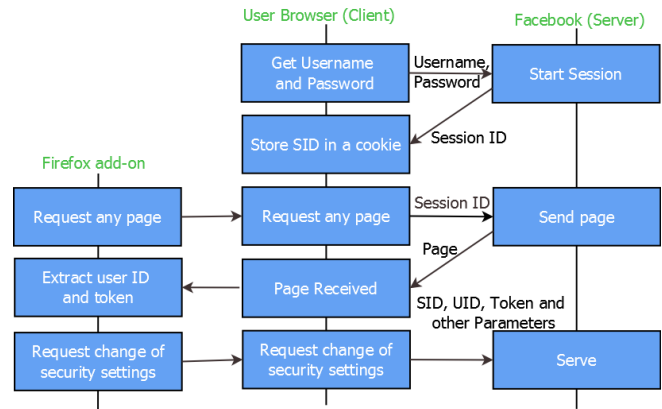 User Browser (Client)
Facebook (Server)
Get Username
and Password
Username,
Password
Start Session
Store SID in a cookie
Session ID
Firefox add-on
Request any page
Request any page
Session ID
Send page
Page
Extract user ID
and token
Page Received
SID, UID, Token and
other Parameters
Request change of
security settings
Request change of
security settings
Serve